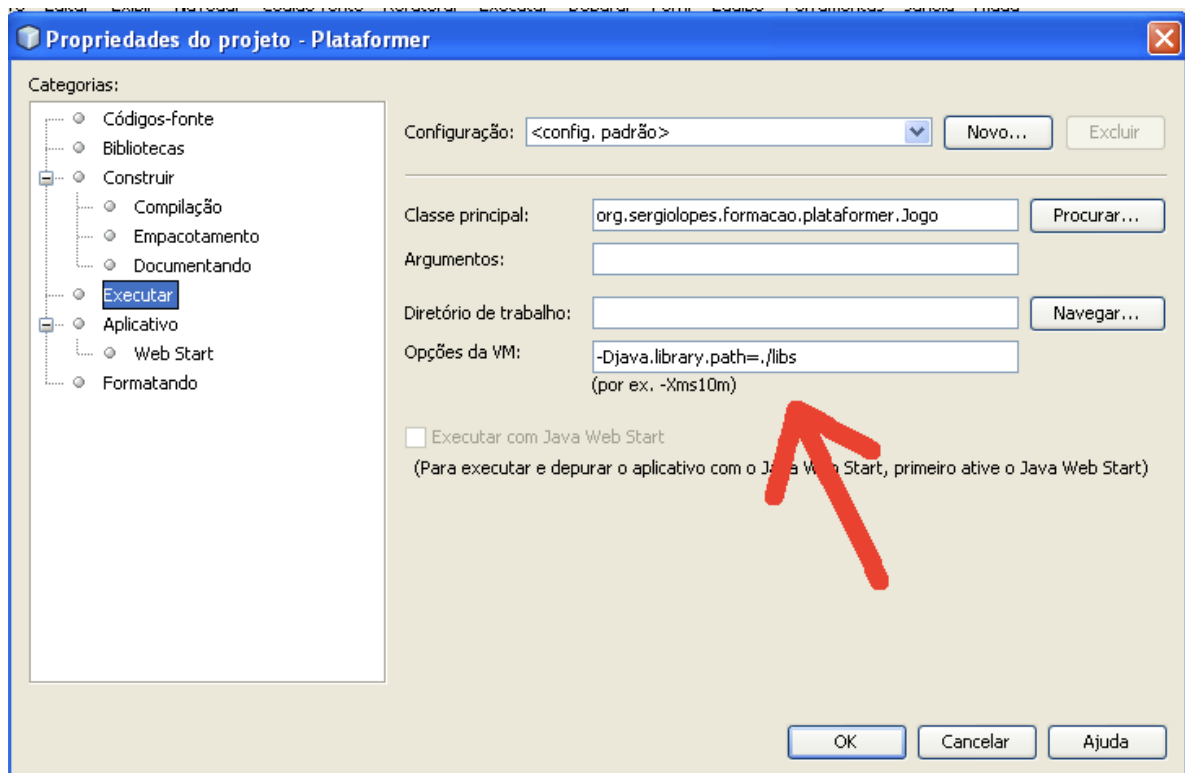 Propriedades do projeto - Plataformer
Categorias:
Códigos-fonte
Bibliotecas
Construir
Compilação
Empacotamento
Documentando
Executar
Aplicativo
Web Start
Formatando
Configuração: <config. padrão> Novo... Excluir
Classe principal: org.sergiolopes.formacao.plataformer.Jogo Procurar...
Argumentos:
Diretório de trabalho: Navegar...
Opções da VM: -Djava.library.path=./libs
(por ex. -Xms10m)
Executar com Java Web Start
(Para executar e depurar o aplicativo com o Java Web Start, primeiro ative o Java Web Start)
OK Cancelar Ajuda